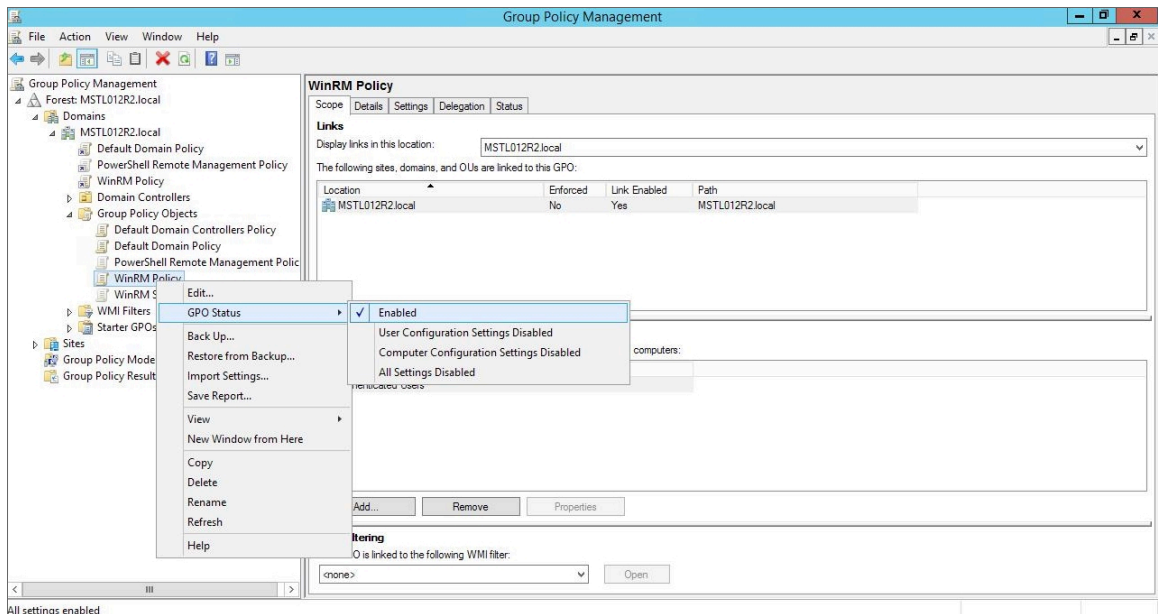 Group Policy Management
File Action View Window Help
Group Policy Management
Forest: MSTL012R2.local
Domains
MSTL012R2.local
Default Domain Policy
PowerShell Remote Management Policy
WinRM Policy
Domain Controllers
Group Policy Objects
Default Domain Controllers Policy
Default Domain Policy
PowerShell Remote Management Polic
WinRM Policy
WinRM S
WMI Filters
Starter GPOs
Sites
Group Policy Mode
Group Policy Result
Edit...
GPO Status
Back Up...
Restore from Backup...
Import Settings...
Save Report...
View
New Window from Here
Copy
Delete
Rename
Refresh
Help
Enabled
User Configuration Settings Disabled
Computer Configuration Settings Disabled
All Settings Disabled
WinRM Policy
Scope Details Settings Delegation Status
Links
Display links in this location: MSTL012R2.local
The following sites, domains, and OUs are linked to this GPO:
Location Enforced Link Enabled Path
MSTL012R2.local No Yes MSTL012R2.local
computers:
Users
Add... Remove Properties
ltering
O is linked to the following WMI filter:
<none> Open
All settings enabled